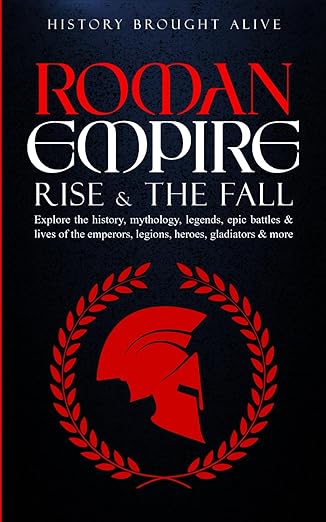 HISTORY BROUGHT ALIVE
ROMAN
EMPIRE
RISE & THE FALL
Explore the history, mythology, legends, epic battles &
lives of the emperors, legions, heroes, gladiators & more